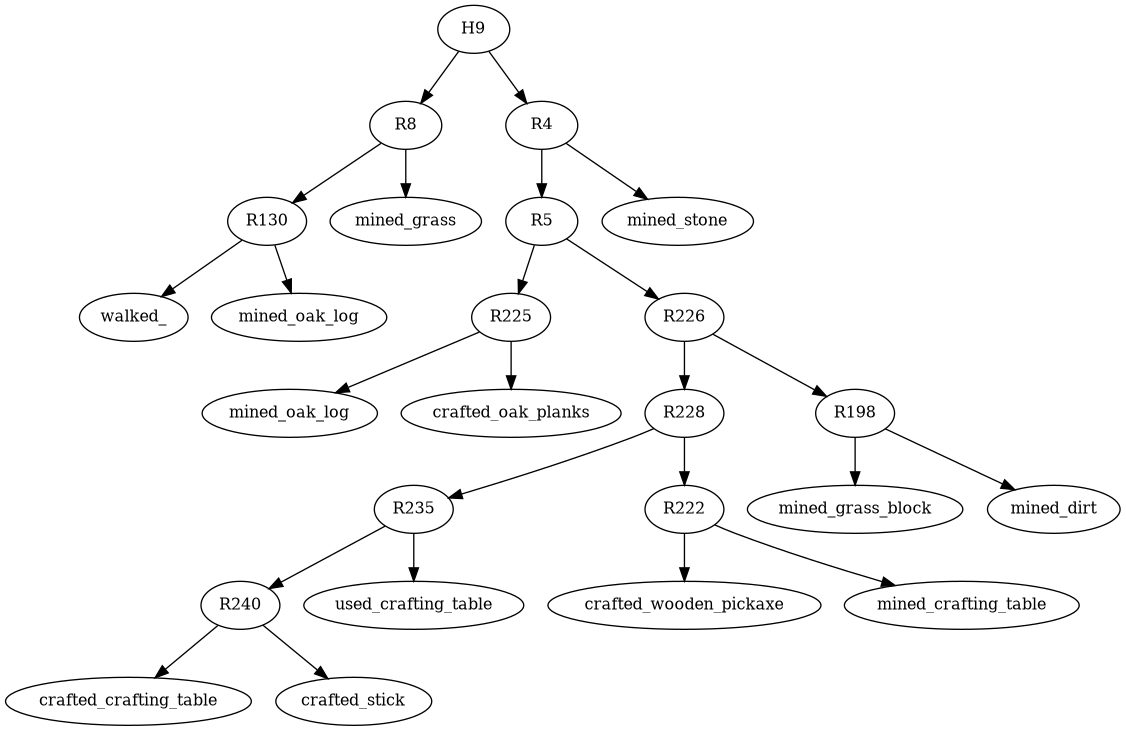 H9
R8
R4
R130
mined_grass
R5
mined_stone
walked_
mined_oak_log
R225
R226
mined_oak_log
crafted_oak_planks
R228
R198
R235
R222
mined_grass_block
mined_dirt
R240
used_crafting_table
crafted_wooden_pickaxe
mined_crafting_table
crafted_crafting_table
crafted_stick